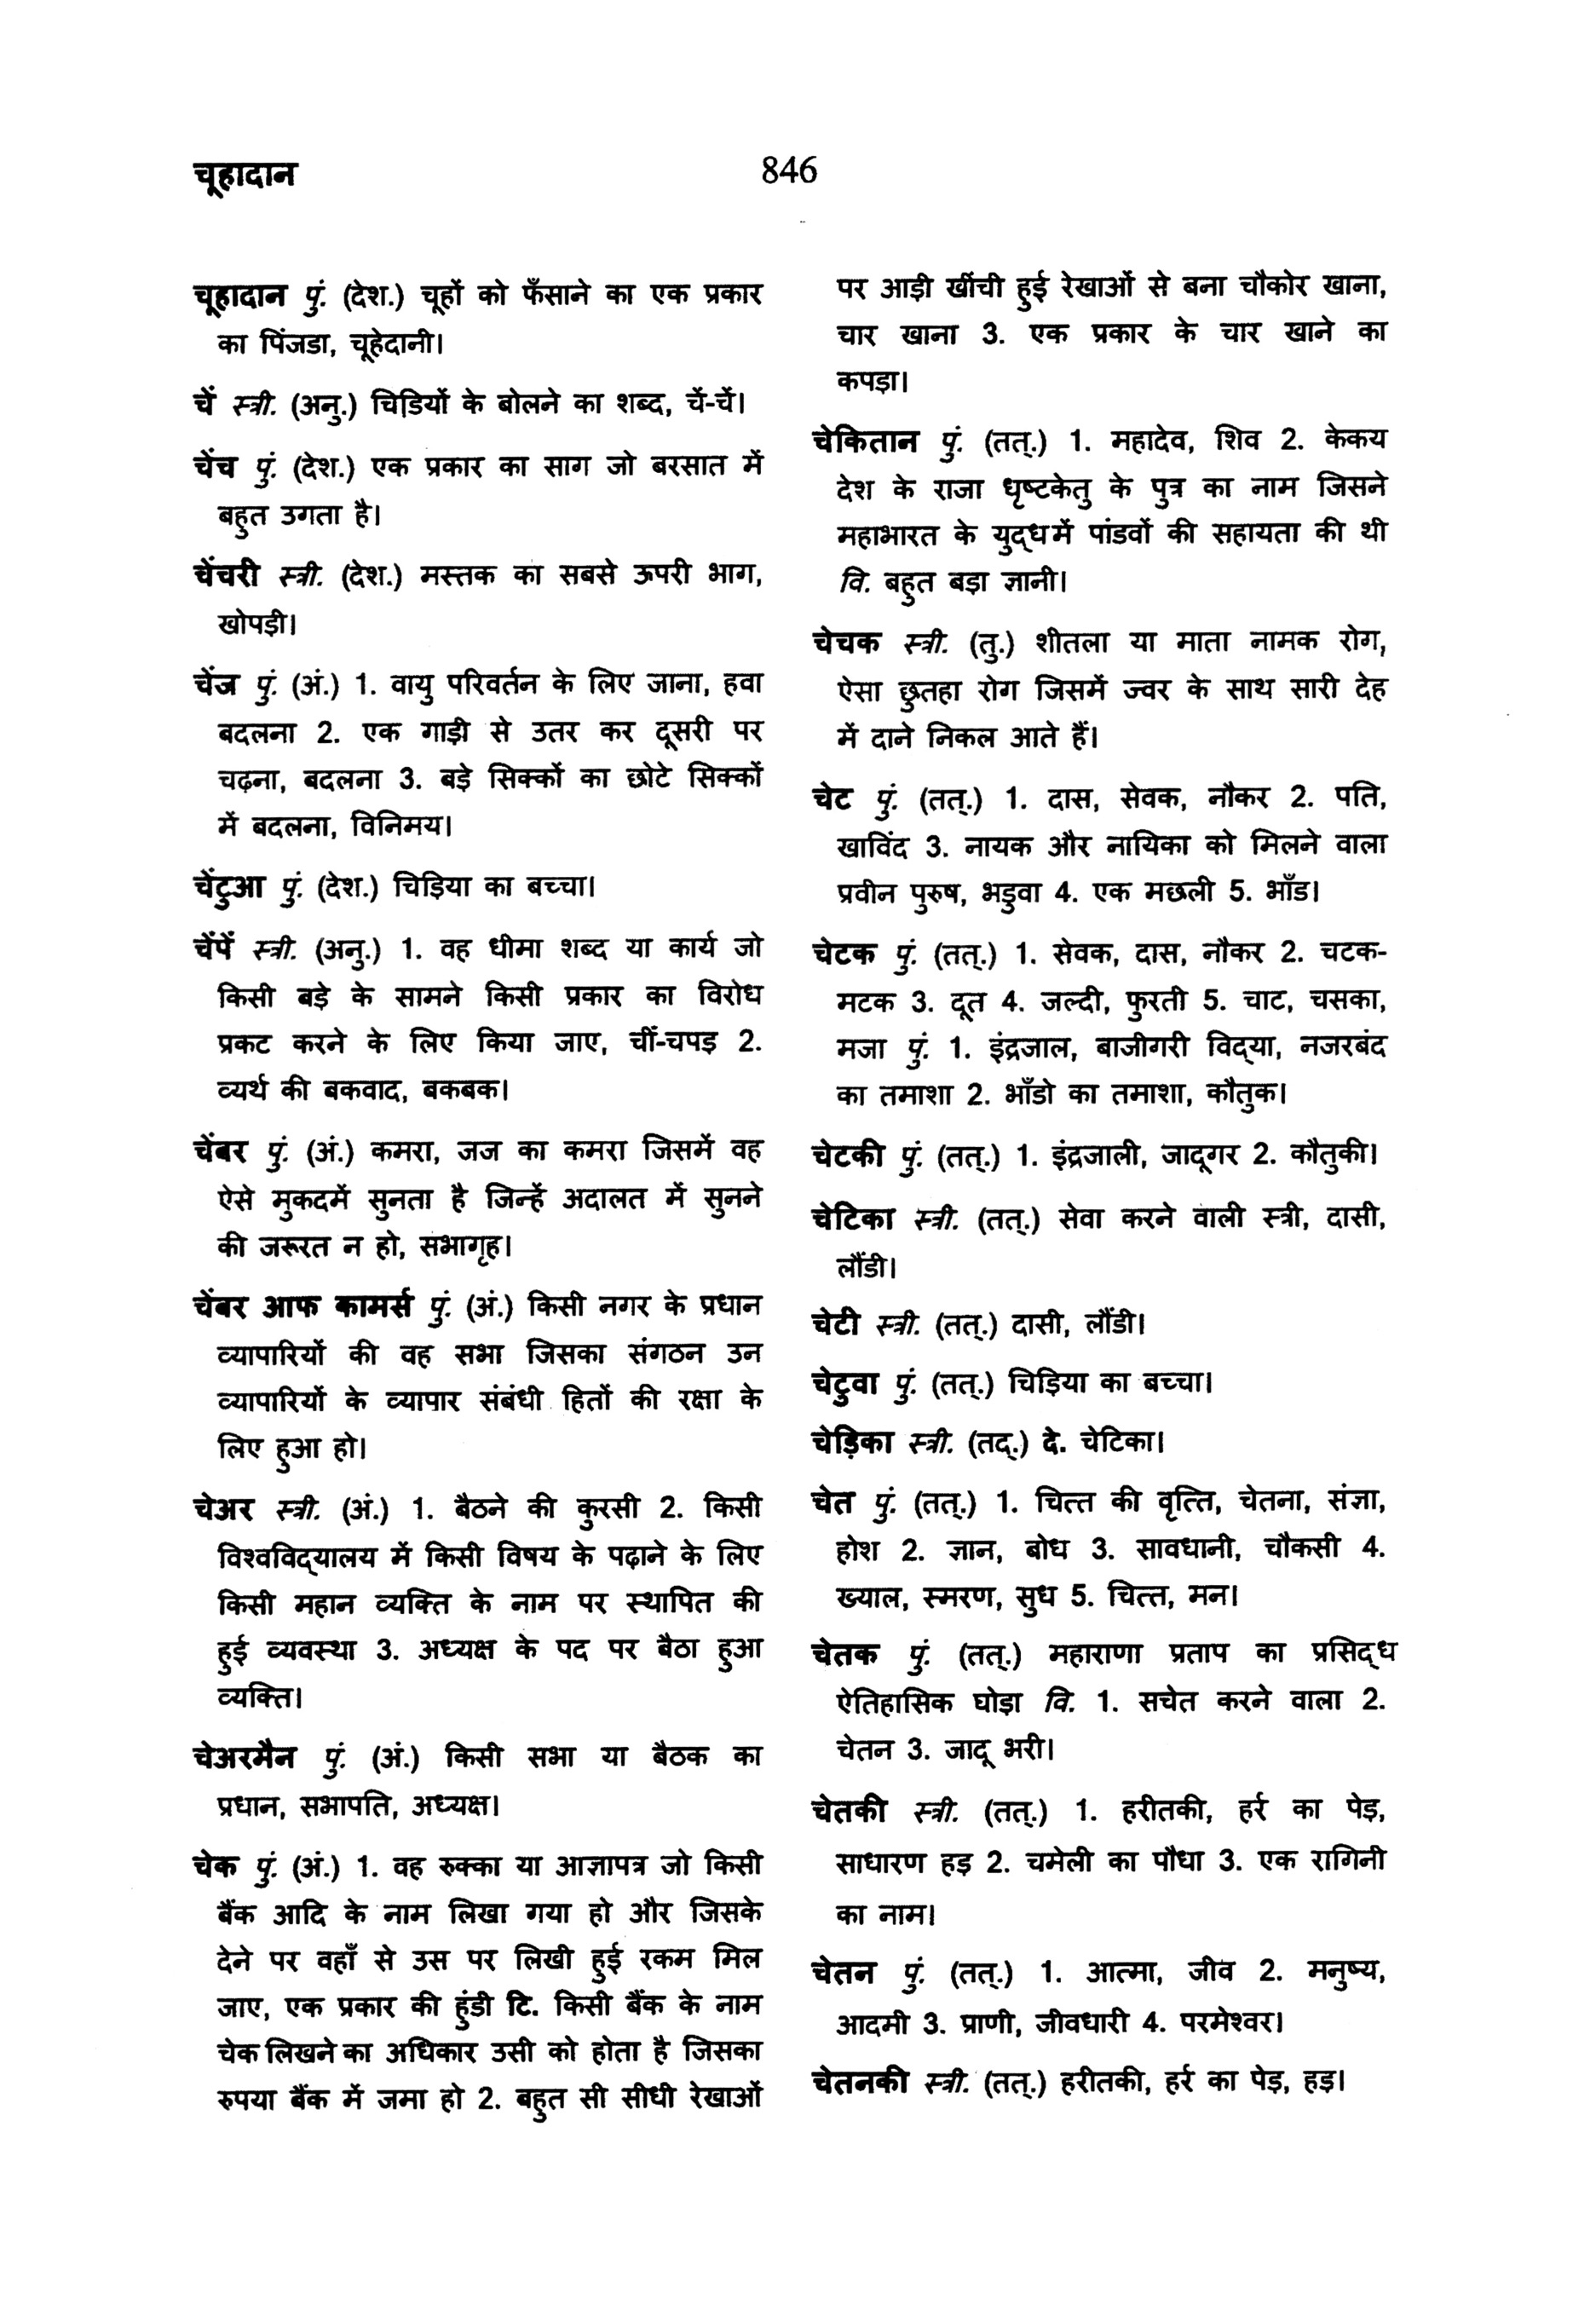 चूहादान
846
चूहादान पुं. (देश.) चूहों को फँसाने का एक प्रकार
का पिंजडा, चूहेदानी।
चें स्त्री. (अनु.) चिडि़यों के बोलने का शब्द, चें-चें।
चेंच पुं. (देश.) एक प्रकार का साग जो बरसात में
बहुत उगता है।
चेंचरी स्त्री. (देश.) मस्तक का सबसे ऊपरी भाग,
खोपड़ी।
चेंज पुं. (अं.) 1. वायु परिवर्तन के लिए जाना, हवा
बदलना 2. एक गाड़ी से उतर कर दूसरी पर
चढ़ना, बदलना 3. बड़े सिक्कों का छोटे सिक्कों
में बदलना, विनिमय।
चेंटुआ पुं. (देश.) चिड़िया का बच्चा।
चेंपें स्त्री. (अनु.) 1. वह धीमा शब्द या कार्य जो
किसी बड़े के सामने किसी प्रकार का विरोध
प्रकट करने के लिए किया जाए, चीं-चपड़ 2.
व्यर्थ की बकवाद, बकबक।
चेंबर पुं. (अं.) कमरा, जज का कमरा जिसमें वह
ऐसे मुकदमें सुनता है जिन्हें अदालत में सुनने
की जरूरत न हो, सभागृह।
चेंबर आफ कामर्स पुं. (अं.) किसी नगर के प्रधान
व्यापारियों की वह सभा जिसका संगठन उन
व्यापारियों के व्यापार संबंधी हितों की रक्षा के
लिए हुआ हो।
चेअर स्त्री. (अं.) 1. बैठने की कुरसी 2. किसी
विश्वविद्‌यालय में किसी विषय के पढ़ाने के लिए
किसी महान व्यक्ति के नाम पर स्थापित की
हुई व्यवस्था 3. अध्यक्ष के पद पर बैठा हुआ
व्यक्ति।
चेअरमैन पुं. (अं.) किसी सभा या बैठक का
प्रधान, सभापति, अध्यक्ष।
चेक पुं. (अं.) 1. वह रुक्का या आज्ञापत्र जो किसी
बैंक आदि के नाम लिखा गया हो और जिसके
देने पर वहाँ से उस पर लिखी हुई रकम मिल
जाए, एक प्रकार की हुंडी टि. किसी बैंक के नाम
चेक लिखने का अधिकार उसी को होता है जिसका
रुपया बैंक में जमा हो 2. बहुत सी सीधी रेखाओं
पर आड़ी खींची हुई रेखाओं से बना चौकोर खाना,
चार खाना 3. एक प्रकार के चार खाने का
कपड़ा।
चेकितान पुं. (तत्.) 1. महादेव, शिव 2. केकय
देश के राजा धृष्टकेतु के पुत्र का नाम जिसने
महाभारत के युद्‌ध में पांडवों की सहायता की थी
वि. बहुत बड़ा ज्ञानी।
चेचक स्त्री. (तु.) शीतला या माता नामक रोग,
ऐसा छुतहा रोग जिसमें ज्वर के साथ सारी देह
में दाने निकल आते हैं।
चेट पुं. (तत्.) 1. दास, सेवक, नौकर 2. पति,
खाविंद 3. नायक और नायिका को मिलने वाला
प्रवीन पुरुष, भडुवा 4. एक मछली 5. भाँड।
चेटक पुं. (तत्.) 1. सेवक, दास, नौकर 2. चटक-
मटक 3. दूत 4. जल्दी, फुरती 5. चाट, चसका,
मजा पुं. 1. इंद्रजाल, बाजीगरी विद्‌या, नजरबंद
का तमाशा 2. भाँडो का तमाशा, कौतुक।
चेटकी पुं. (तत्.) 1. इंद्रजाली, जादूगर 2. कौतुकी।
चेटिका स्त्री. (तत्.) सेवा करने वाली स्त्री, दासी,
लौंडी।
चेटी स्त्री. (तत्.) दासी, लौंडी।
चेटुवा पुं. (तत्.) चिड़िया का बच्चा।
चेड़िका स्त्री. (तद्.) दे. चेटिका।
चेत पुं. (तत्.) 1. चित्त की वृत्ति, चेतना, संज्ञा,
होश 2. ज्ञान, बोध 3. सावधानी, चौकसी 4.
ख्याल, स्मरण, सुध 5. चित्त, मन।
चेतक पुं. (तत्.) महाराणा प्रताप का प्रसिद्‌ध
ऐतिहासिक घोड़ा वि. 1. सचेत करने वाला 2.
चेतन 3. जादू भरी।
चेतकी स्त्री. (तत्.) 1. हरीतकी, हर्र का पेड़,
साधारण हड़ 2. चमेली का पौधा 3. एक रागिनी
का नाम।
चेतन पुं. (तत्.) 1. आत्मा, जीव 2. मनुष्य,
आदमी 3. प्राणी, जीवधारी 4. परमेश्वर।
चेतनकी स्त्री. (तत्.) हरीतकी, हर्र का पेड़, हड़।